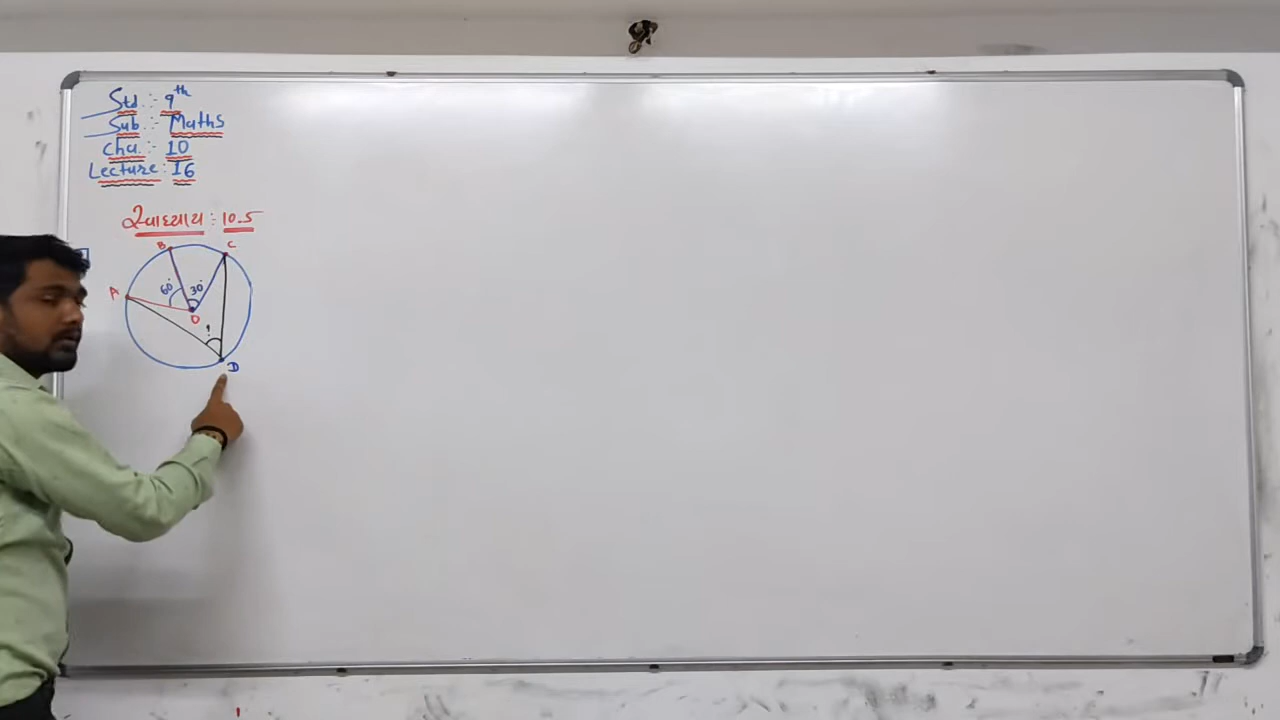 Std :- 9th
Sub :- Maths
Cha. :- 10
Lecture : 16
સ્વાધ્યાય : 10.5
B
C
A
60°
30°
O
?
D